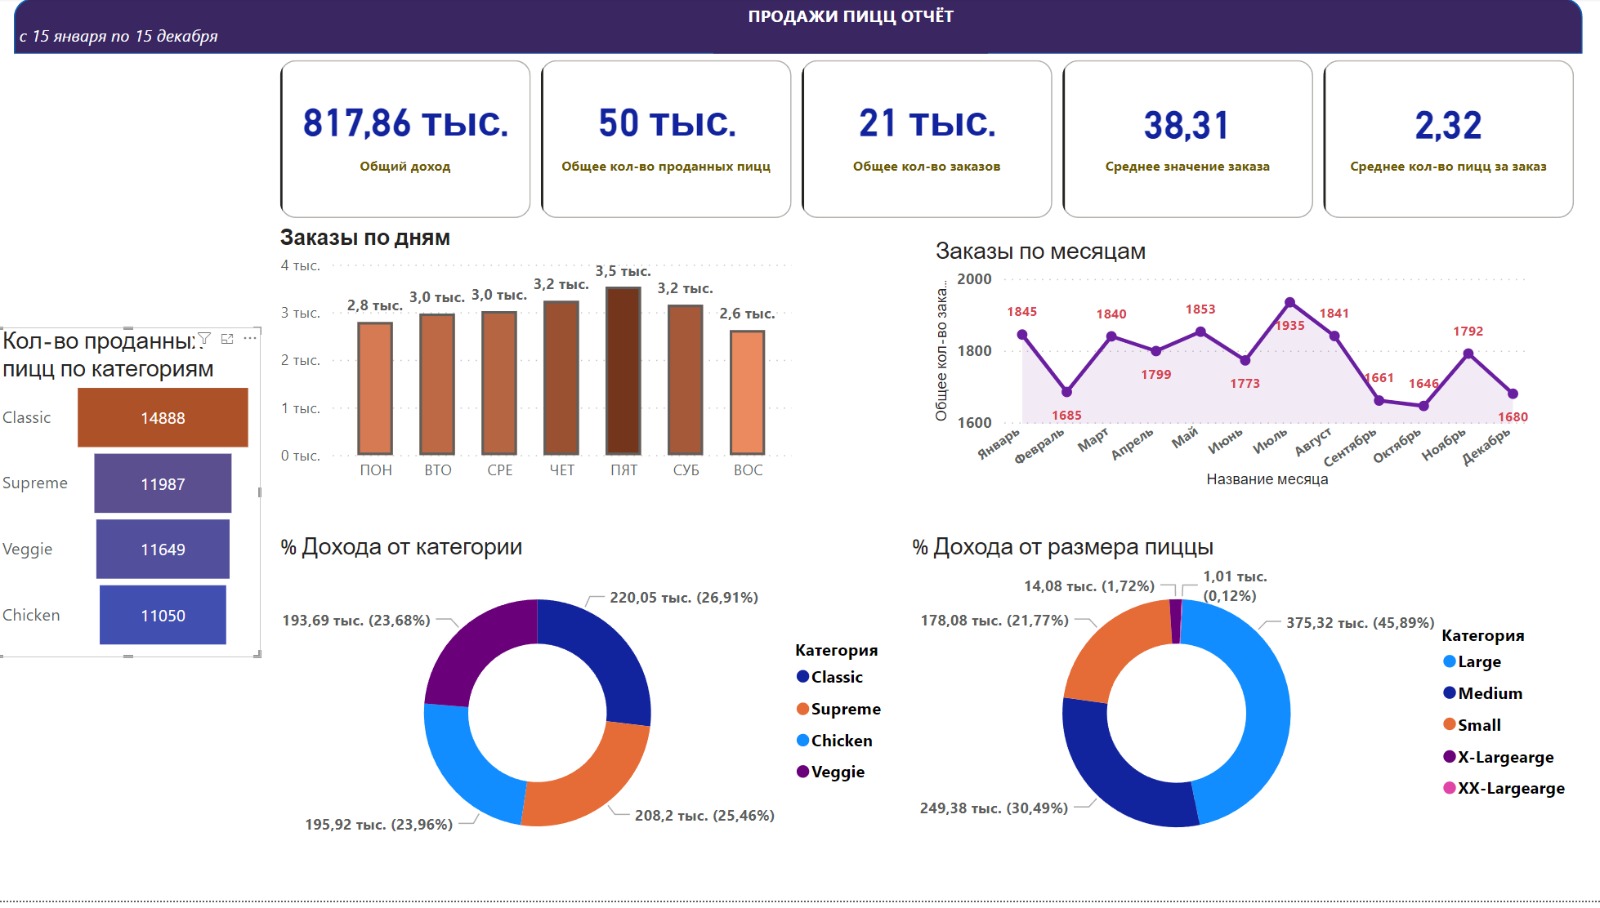 ПРОДАЖИ ПИЦЦ ОТЧЁТ
с 15 января по 15 декабря
817,86 тыс.
Общий доход
50 тыс.
Общее кол-во проданных пицц
21 тыс.
Общее кол-во заказов
38,31
Среднее значение заказа
2,32
Среднее кол-во пицц за заказ
Кол-во проданных
пицц по категориям
Classic
14888
Supreme
11987
Veggie
11649
Chicken
11050
Заказы по дням
4 тыс.
3 тыс.
2 тыс.
1 тыс.
0 тыс.
2,8 тыс.
3,0 тыс.
3,0 тыс.
3,2 тыс.
3,5 тыс.
3,2 тыс.
2,6 тыс.
ПОН
ВТО
СРЕ
ЧЕТ
ПЯТ
СУБ
ВОС
Заказы по месяцам
Общее кол-во зака...
2000
1800
1600
1845
1685
1840
1799
1853
1773
1935
1841
1661
1646
1792
1680
Январь
Февраль
Март
Апрель
Май
Июнь
Июль
Август
Сентябрь
Октябрь
Ноябрь
Декабрь
Название месяца
% Дохода от категории
220,05 тыс. (26,91%)
193,69 тыс. (23,68%)
195,92 тыс. (23,96%)
208,2 тыс. (25,46%)
Категория
Classic
Supreme
Chicken
Veggie
% Дохода от размера пиццы
14,08 тыс. (1,72%)
1,01 тыс.
(0,12%)
178,08 тыс. (21,77%)
375,32 тыс. (45,89%)
249,38 тыс. (30,49%)
Категория
Large
Medium
Small
X-Largearge
XX-Largearge